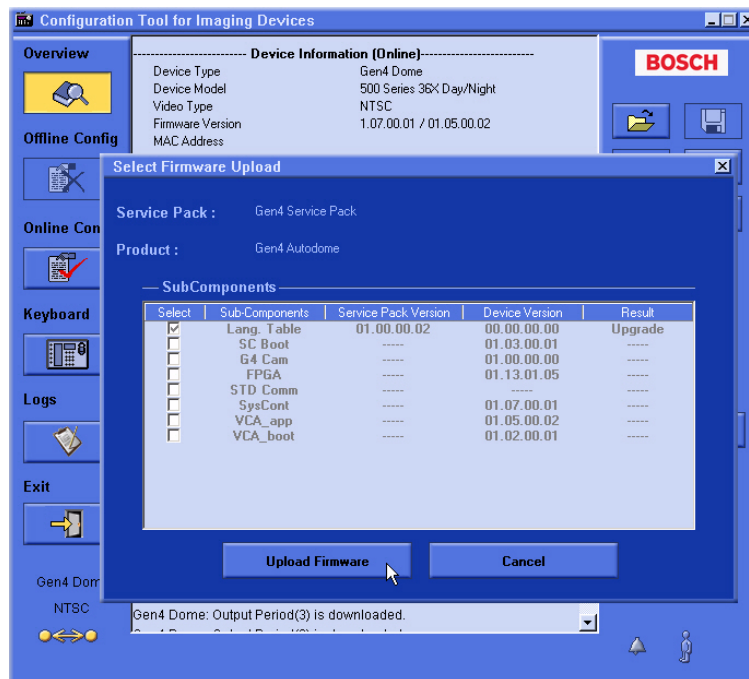 Configuration Tool for Imaging Devices
Overview
Offline Config
Online Con
Keyboard
Logs
Exit
Gen4 Dom
NTSC
Device Information (Online)
Device Type Gen4 Dome
Device Model 500 Series 36X Day/Night
Video Type NTSC
Firmware Version 1.07.00.01 / 01.05.00.02
MAC Address
BOSCH
Select Firmware Upload
Service Pack : Gen4 Service Pack
Product : Gen4 Autodome
SubComponents
Select Sub-Components Service Pack Version Device Version Result
Lang. Table 01.00.00.02 00.00.00.00 Upgrade
SC Boot ----- 01.03.00.01 -----
G4 Cam ----- 01.00.00.00 -----
FPGA ----- 01.13.01.05 -----
STD Comm ----- ----- -----
SysCont ----- 01.07.00.01 -----
VCA_app ----- 01.05.00.02 -----
VCA_boot ----- 01.02.00.01 -----
Upload Firmware Cancel
Gen4 Dome: Output Period(3) is downloaded.